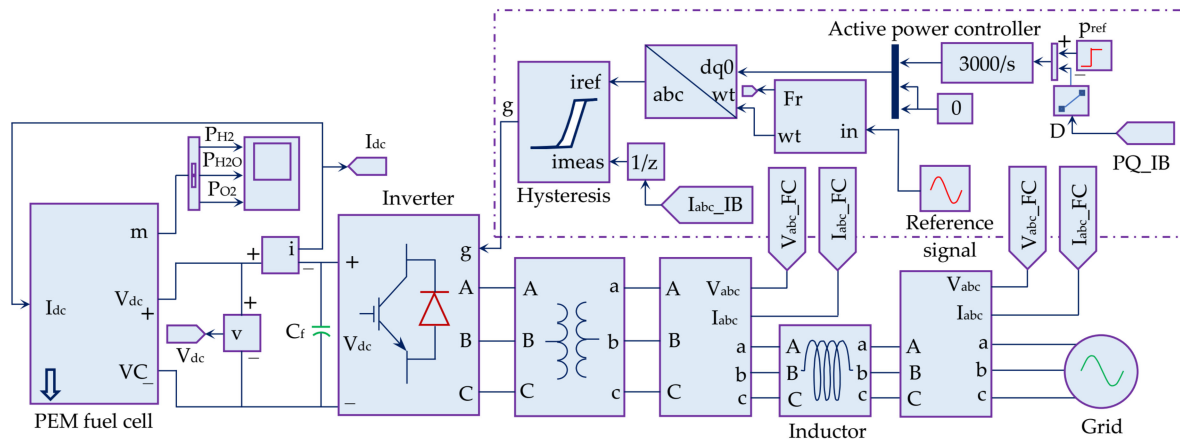 Active power controller
pref
+
−
3000/s
0
D
PQ_IB
dq0
wt
abc
Fr
wt
in
iref
imeas
g
Hysteresis
1/z
Iabc_IB
Reference
signal
Vabc_FC
Iabc_FC
Vabc_FC
Iabc_FC
PH2
PH2O
PO2
Idc
m
Idc
Vdc
+
VC
−
PEM fuel cell
+
i
−
+
v
−
Vdc
Cf
Inverter
g
+
Vdc
−
A
B
C
A
B
C
a
b
c
A
B
C
Vabc
Iabc
a
b
c
A
B
C
a
b
c
Inductor
A
B
C
Vabc
Iabc
a
b
c
Grid